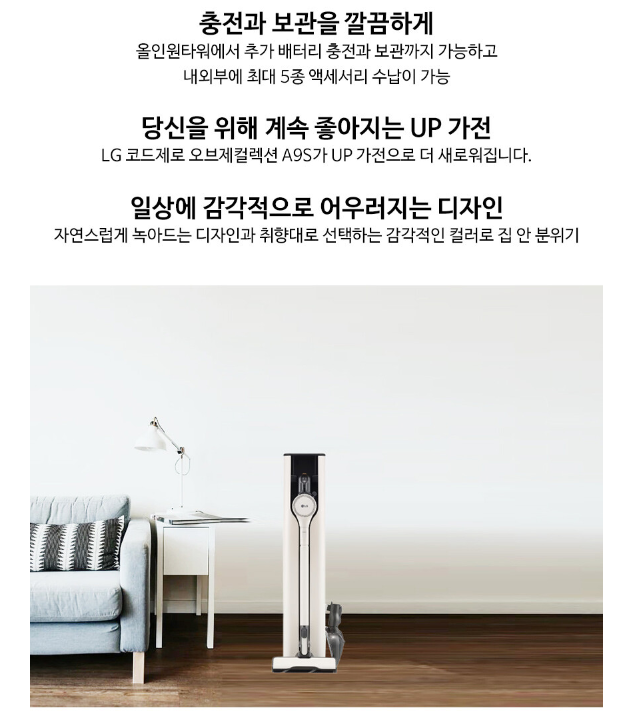 충전과 보관을 깔끔하게
올인원타워에서 추가 배터리 충전과 보관까지 가능하고
내외부에 최대 5종 액세서리 수납이 가능
당신을 위해 계속 좋아지는 UP 가전
LG 코드제로 오브제컬렉션 A9S가 UP 가전으로 더 새로워집니다.
일상에 감각적으로 어우러지는 디자인
자연스럽게 녹아드는 디자인과 취향대로 선택하는 감각적인 컬러로 집 안 분위기